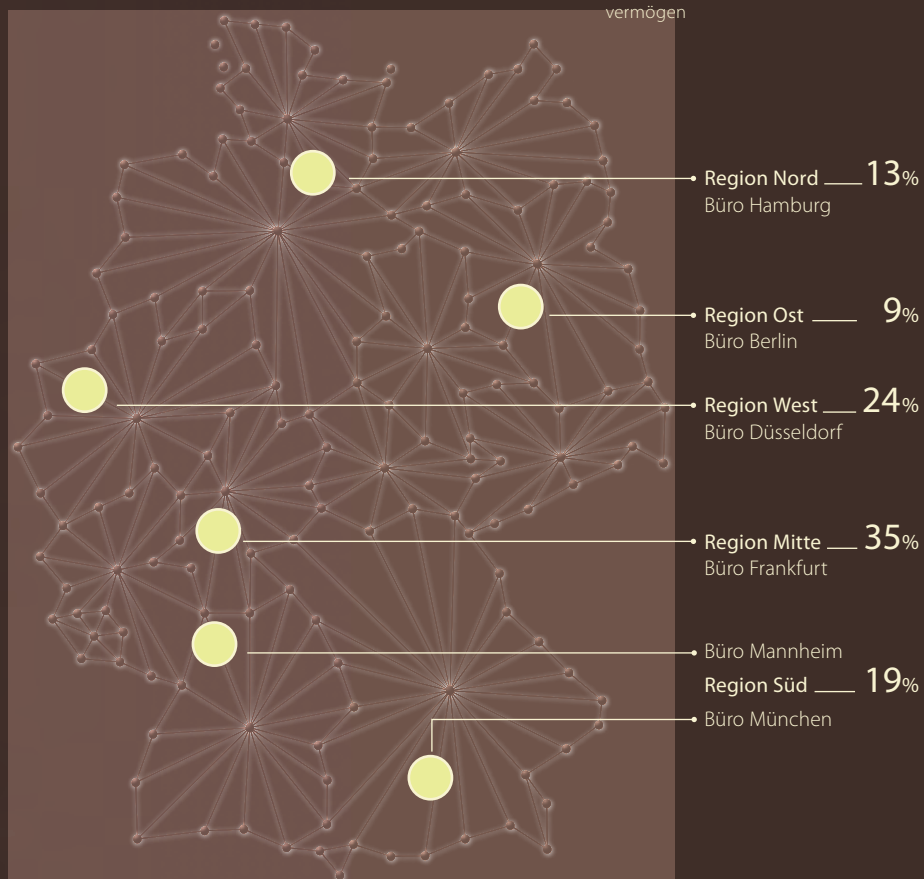 vermögen
Region Nord 13%
Büro Hamburg
Region Ost 9%
Büro Berlin
Region West 24%
Büro Düsseldorf
Region Mitte 35%
Büro Frankfurt
Büro Mannheim
Region Süd 19%
Büro München